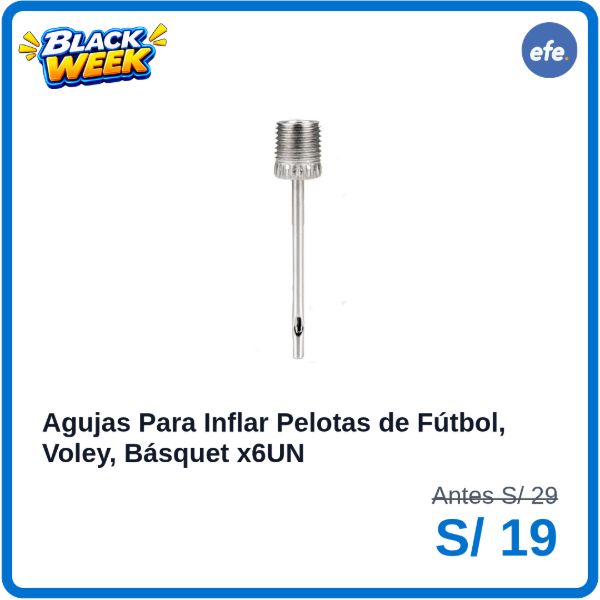 BLACK
WEEK
efe.
Agujas Para Inflar Pelotas de Fútbol,
Voley, Básquet x6UN
Antes S/ 29
S/ 19